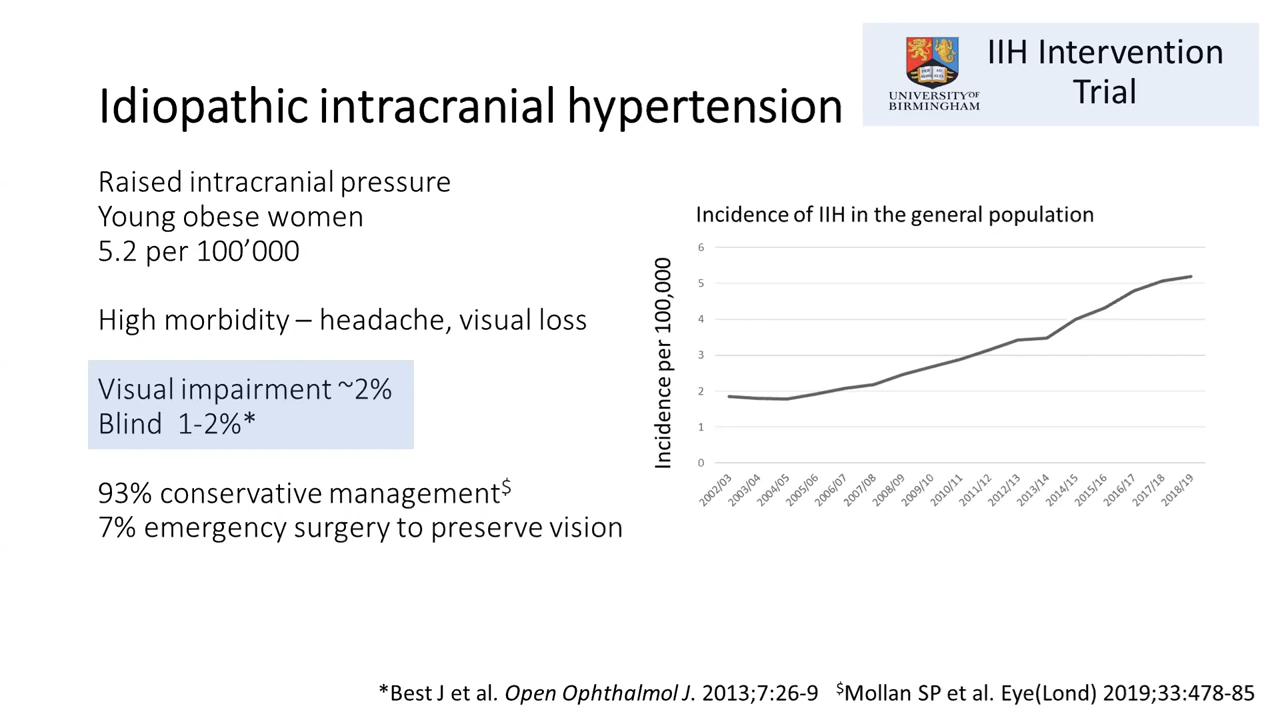 IIH Intervention
Trial
UNIVERSITY OF
BIRMINGHAM
Idiopathic intracranial hypertension
Raised intracranial pressure
Young obese women
5.2 per 100’000
High morbidity – headache, visual loss
Visual impairment ~2%
Blind 1-2%*
93% conservative management$
7% emergency surgery to preserve vision
Incidence of IIH in the general population
Incidence per 100,000
6
5
4
3
2
1
0
2002/03
2003/04
2004/05
2005/06
2006/07
2007/08
2008/09
2009/10
2010/11
2011/12
2012/13
2013/14
2014/15
2015/16
2016/17
2017/18
2018/19
*Best J et al. Open Ophthalmol J. 2013;7:26-9 $Mollan SP et al. Eye(Lond) 2019;33:478-85